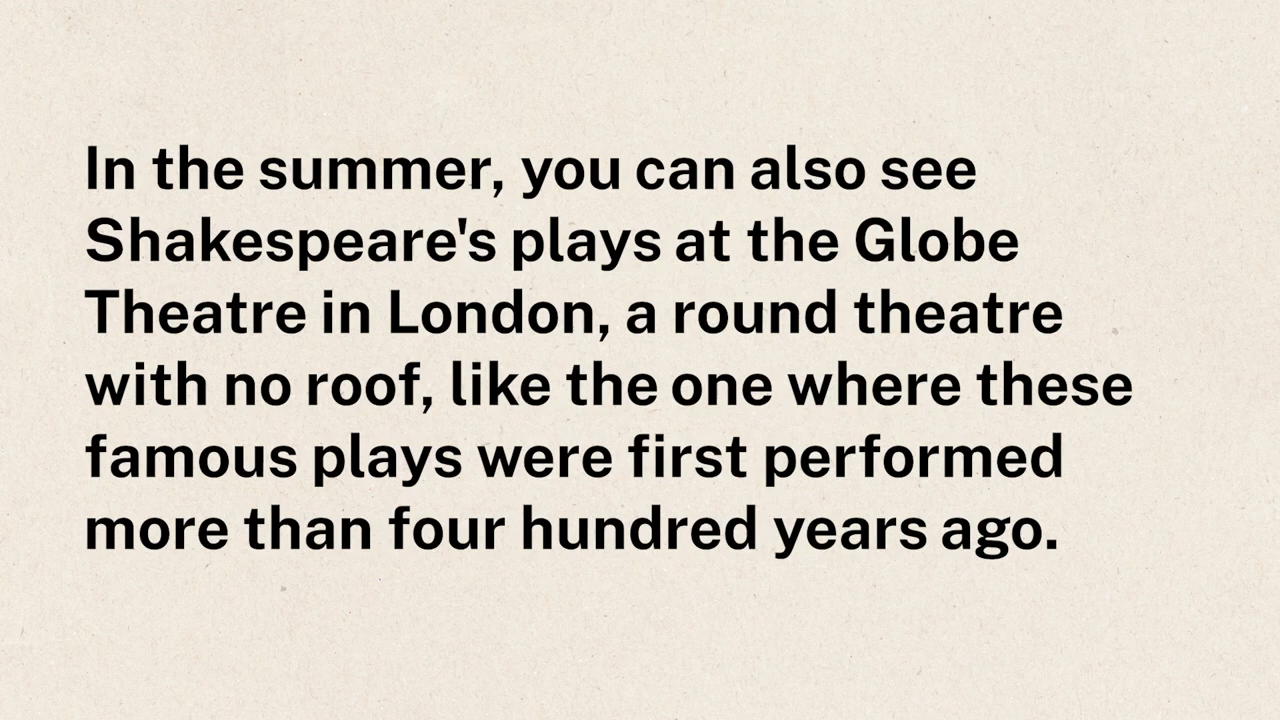 In the summer, you can also see
Shakespeare's plays at the Globe
Theatre in London, a round theatre
with no roof, like the one where these
famous plays were first performed
more than four hundred years ago.